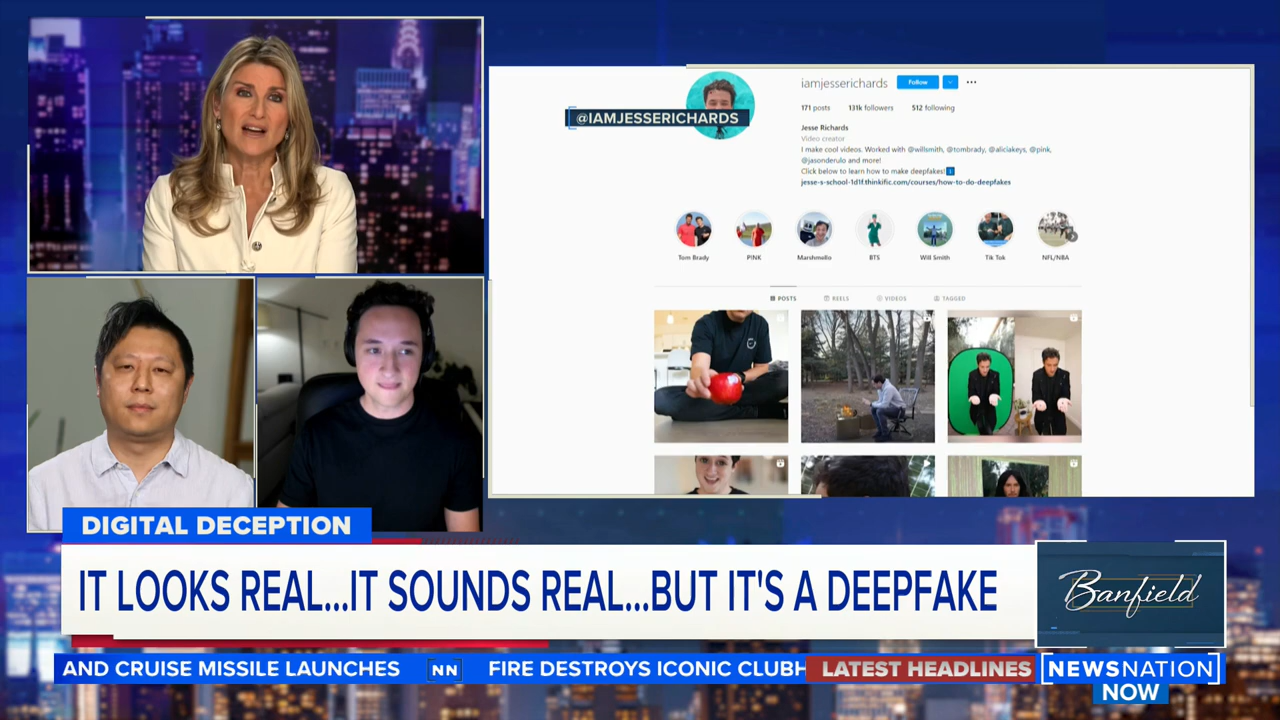 iamjesserichards
Follow
@IAMJESSERICHARDS
171 posts 131k followers 512 following
Jesse Richards
Video creator
I make cool videos. Worked with @willsmith, @tombrady, @aliciakeys, @pink,
@jasonderulo and more!
Click below to learn how to make deepfakes!
jesse-s-school-1d1f.thinkific.com/courses/how-to-do-deepfakes
Tom Brady PINK Marshmello BTS Will Smith Tik Tok NFL/NBA
POSTS REELS VIDEOS TAGGED
DIGITAL DECEPTION
IT LOOKS REAL...IT SOUNDS REAL...BUT IT'S A DEEPFAKE
Banfield
AND CRUISE MISSILE LAUNCHES NN FIRE DESTROYS ICONIC CLUBH LATEST HEADLINES NEWSNATION
NOW